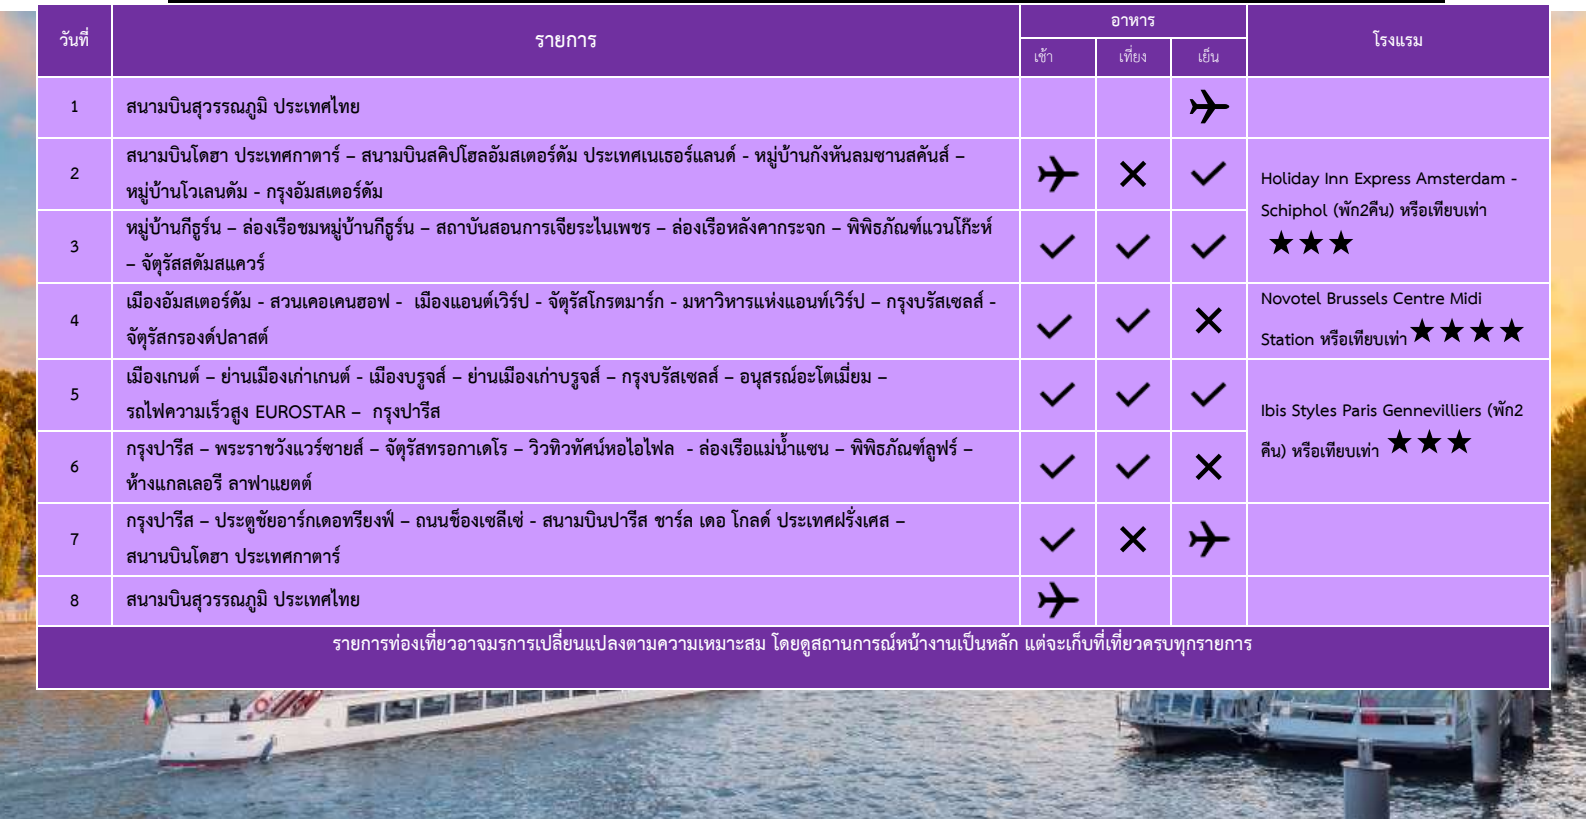 วันที่
รายการ
อาหาร
โรงแรม
เช้า
เที่ยง
เย็น
1
สนามบินสุวรรณภูมิ ประเทศไทย
2
สนามบินโดฮา ประเทศกาตาร์ – สนามบินสคิปโฮลอัมสเตอร์ดัม ประเทศเนเธอร์แลนด์ - หมู่บ้านกังหันลมซานสคันส์ –
หมู่บ้านโวเลนดัม - กรุงอัมสเตอร์ดัม
Holiday Inn Express Amsterdam -
Schiphol (พัก2คืน) หรือเทียบเท่า
★★★
3
หมู่บ้านกีธูร์น – ล่องเรือชมหมู่บ้านกีธูร์น – สถาบันสอนการเจียระไนเพชร – ล่องเรือหลังคากระจก – พิพิธภัณฑ์แวนโก๊ะห์
– จัตุรัสสดัมสแควร์
4
เมืองอัมสเตอร์ดัม - สวนเคอเคนฮอฟ - เมืองแอนต์เวิร์ป - จัตุรัสโกรตมาร์ก - มหาวิหารแห่งแอนท์เวิร์ป – กรุงบรัสเซลส์ -
จัตุรัสกรองด์ปลาสต์
Novotel Brussels Centre Midi
Station หรือเทียบเท่า ★★★★
5
เมืองเกนต์ – ย่านเมืองเก่าเกนต์ - เมืองบรูจส์ – ย่านเมืองเก่าบรูจส์ – กรุงบรัสเซลส์ – อนุสรณ์อะโตเมี่ยม –
รถไฟความเร็วสูง EUROSTAR – กรุงปารีส
Ibis Styles Paris Gennevilliers (พัก2
คืน) หรือเทียบเท่า ★★★
6
กรุงปารีส – พระราชวังแวร์ซายส์ – จัตุรัสทรอกาเดโร – วิวทิวทัศน์หอไอไฟล - ล่องเรือแม่น้ำแซน – พิพิธภัณฑ์ลูฟร์ –
ห้างแกลเลอรี ลาฟาแยตต์
7
กรุงปารีส – ประตูชัยอาร์กเดอทรียงฟ์ – ถนนช็องเซลีเซ่ - สนามบินปารีส ชาร์ล เดอ โกลด์ ประเทศฝรั่งเศส –
สนานบินโดฮา ประเทศกาตาร์
8
สนามบินสุวรรณภูมิ ประเทศไทย
รายการท่องเที่ยวอาจมรการเปลี่ยนแปลงตามความเหมาะสม โดยดูสถานการณ์หน้างานเป็นหลัก แต่จะเก็บที่เที่ยวครบทุกรายการ